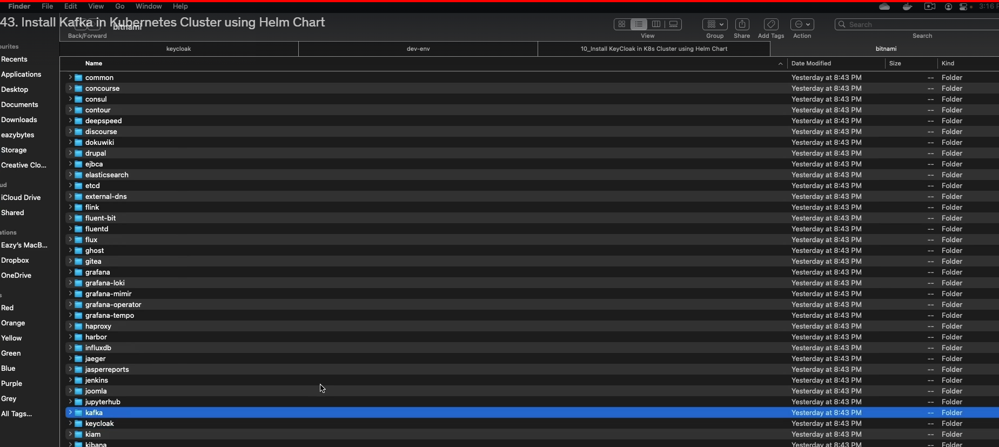 Finder File Edit View Go Window Help 3:16 P
43. Install Kafka in Kubernetes Cluster using Helm Chart
bitnami
Search
Back/Forward View Group Share Add Tags Action Search
keycloak dev-env 10_Install KeyCloak in K8s Cluster using Helm Chart bitnami
Name Date Modified Size Kind
ourites
Recents
Applications
Desktop
Documents
Downloads
eazybytes
Storage
Creative Clo...
ud
iCloud Drive
Shared
ations
Eazy's MacB...
Dropbox
OneDrive
s
Red
Orange
Yellow
Green
Blue
Purple
Grey
All Tags...
common Yesterday at 8:43 PM -- Folder
concourse Yesterday at 8:43 PM -- Folder
consul Yesterday at 8:43 PM -- Folder
contour Yesterday at 8:43 PM -- Folder
deepspeed Yesterday at 8:43 PM -- Folder
discourse Yesterday at 8:43 PM -- Folder
dokuwiki Yesterday at 8:43 PM -- Folder
drupal Yesterday at 8:43 PM -- Folder
ejbca Yesterday at 8:43 PM -- Folder
elasticsearch Yesterday at 8:43 PM -- Folder
etcd Yesterday at 8:43 PM -- Folder
external-dns Yesterday at 8:43 PM -- Folder
flink Yesterday at 8:43 PM -- Folder
fluent-bit Yesterday at 8:43 PM -- Folder
fluentd Yesterday at 8:43 PM -- Folder
flux Yesterday at 8:43 PM -- Folder
ghost Yesterday at 8:43 PM -- Folder
gitea Yesterday at 8:43 PM -- Folder
grafana Yesterday at 8:43 PM -- Folder
grafana-loki Yesterday at 8:43 PM -- Folder
grafana-mimir Yesterday at 8:43 PM -- Folder
grafana-operator Yesterday at 8:43 PM -- Folder
grafana-tempo Yesterday at 8:43 PM -- Folder
haproxy Yesterday at 8:43 PM -- Folder
harbor Yesterday at 8:43 PM -- Folder
influxdb Yesterday at 8:43 PM -- Folder
jaeger Yesterday at 8:43 PM -- Folder
jasperreports Yesterday at 8:43 PM -- Folder
jenkins Yesterday at 8:43 PM -- Folder
joomla Yesterday at 8:43 PM -- Folder
jupyterhub Yesterday at 8:43 PM -- Folder
kafka Yesterday at 8:43 PM -- Folder
keycloak Yesterday at 8:43 PM -- Folder
kiam Yesterday at 8:43 PM -- Folder
kibana Yesterday at 8:43 PM -- Folder